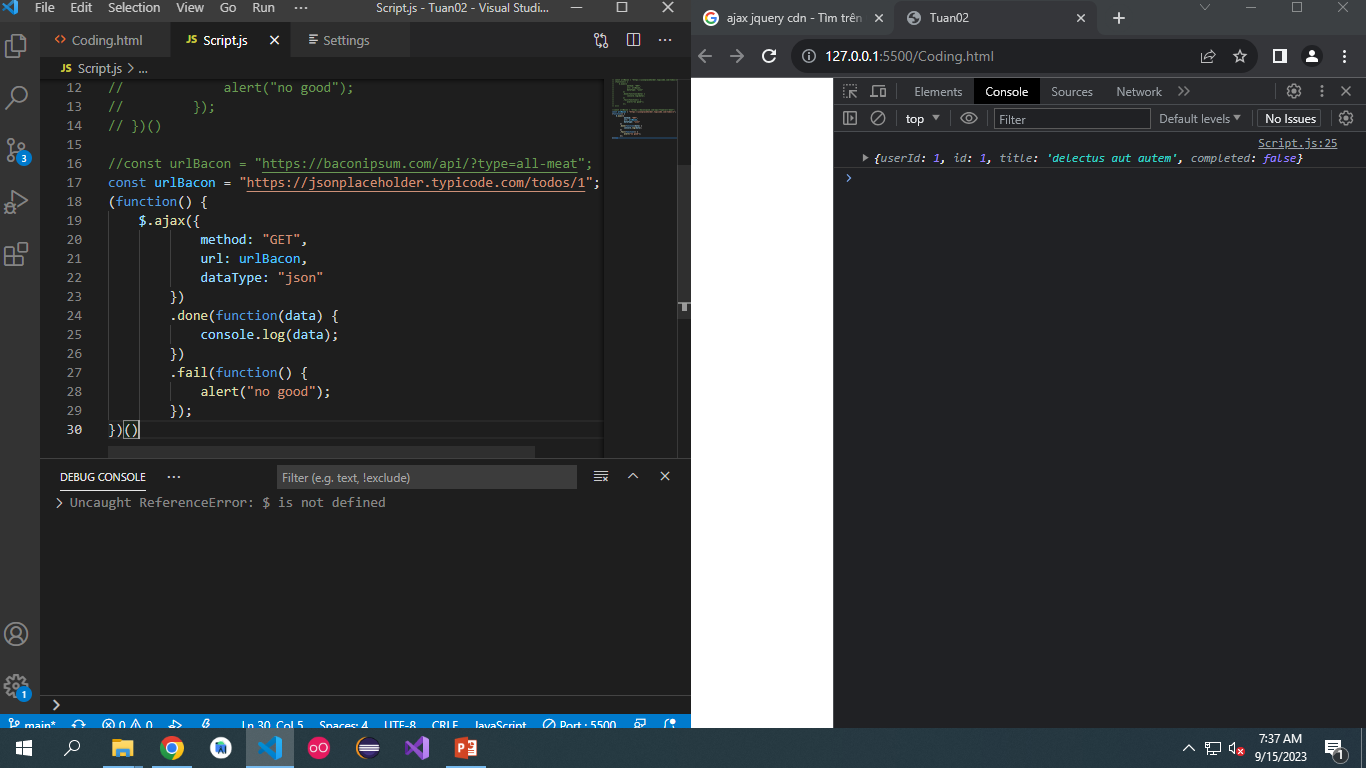 File Edit Selection View Go Run ··· Script.js - Tuan02 - Visual Studi...
Coding.html
Script.js
Settings
JS Script.js > ...
12 // alert("no good");
13 // });
14 // })()
15
16 //const urlBacon = "https://baconipsum.com/api/?type=all-meat";
17 const urlBacon = "https://jsonplaceholder.typicode.com/todos/1";
18 (function() {
19 $.ajax({
20 method: "GET",
21 url: urlBacon,
22 dataType: "json"
23 })
24 .done(function(data) {
25 console.log(data);
26 })
27 .fail(function() {
28 alert("no good");
29 });
30 })()
DEBUG CONSOLE ··· Filter (e.g. text, !exclude)
> Uncaught ReferenceError: $ is not defined
>
3
1
main* 0 0 Ln 30, Col 5 Spaces: 4 UTF-8 CRLF JavaScript Port : 5500
ajax jquery cdn - Tìm trên
Tuan02
127.0.0.1:5500/Coding.html
Elements Console Sources Network
top Filter Default levels No Issues
Script.js:25
{userId: 1, id: 1, title: 'delectus aut autem', completed: false}
>
7:37 AM
9/15/2023
1